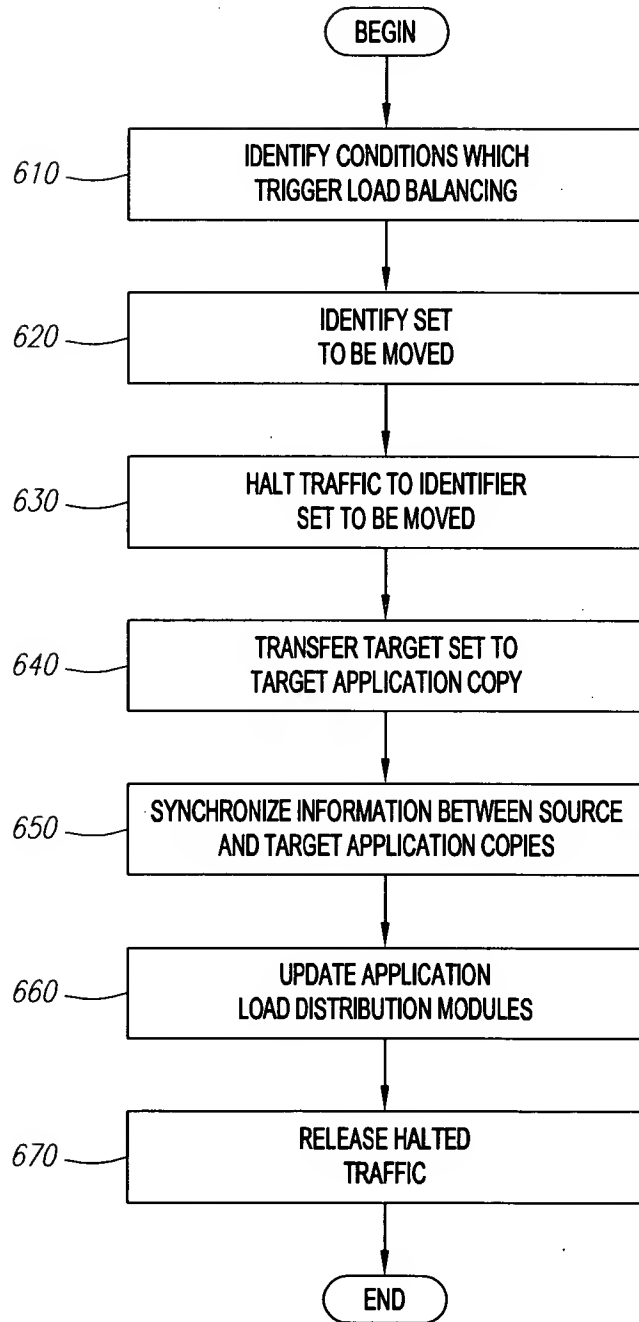 BEGIN
610
IDENTIFY CONDITIONS WHICH
TRIGGER LOAD BALANCING
620
IDENTIFY SET
TO BE MOVED
630
HALT TRAFFIC TO IDENTIFIER
SET TO BE MOVED
640
TRANSFER TARGET SET TO
TARGET APPLICATION COPY
650
SYNCHRONIZE INFORMATION BETWEEN SOURCE
AND TARGET APPLICATION COPIES
660
UPDATE APPLICATION
LOAD DISTRIBUTION MODULES
670
RELEASE HALTED
TRAFFIC
END